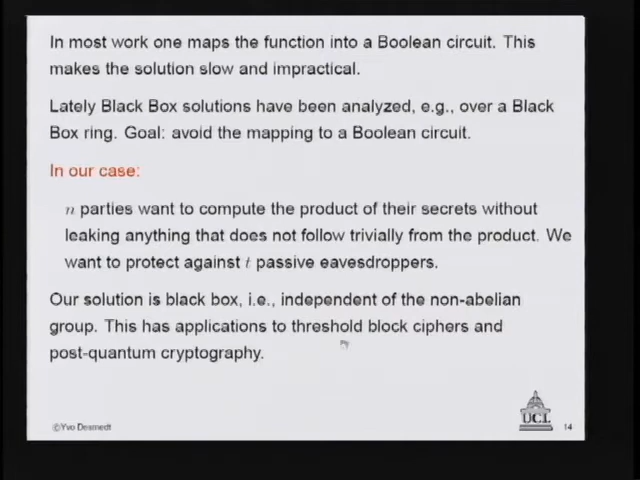 In most work one maps the function into a Boolean circuit. This
makes the solution slow and impractical.
Lately Black Box solutions have been analyzed, e.g., over a Black
Box ring. Goal: avoid the mapping to a Boolean circuit.
In our case:
n parties want to compute the product of their secrets without
leaking anything that does not follow trivially from the product. We
want to protect against t passive eavesdroppers.
Our solution is black box, i.e., independent of the non-abelian
group. This has applications to threshold block ciphers and
post-quantum cryptography.
©Yvo Desmedt
UCL
14